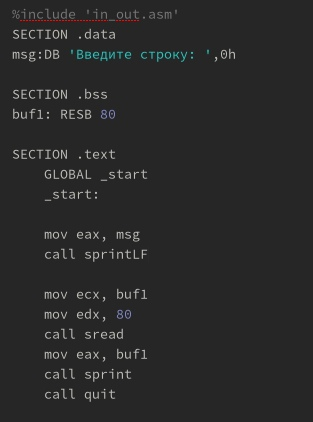 %include 'in_out.asm'
SECTION .data
msg:DB 'Введите строку: ',0h
SECTION .bss
buf1: RESB 80
SECTION .text
GLOBAL _start
_start:
mov eax, msg
call sprintLF
mov ecx, buf1
mov edx, 80
call sread
mov eax, buf1
call sprint
call quit